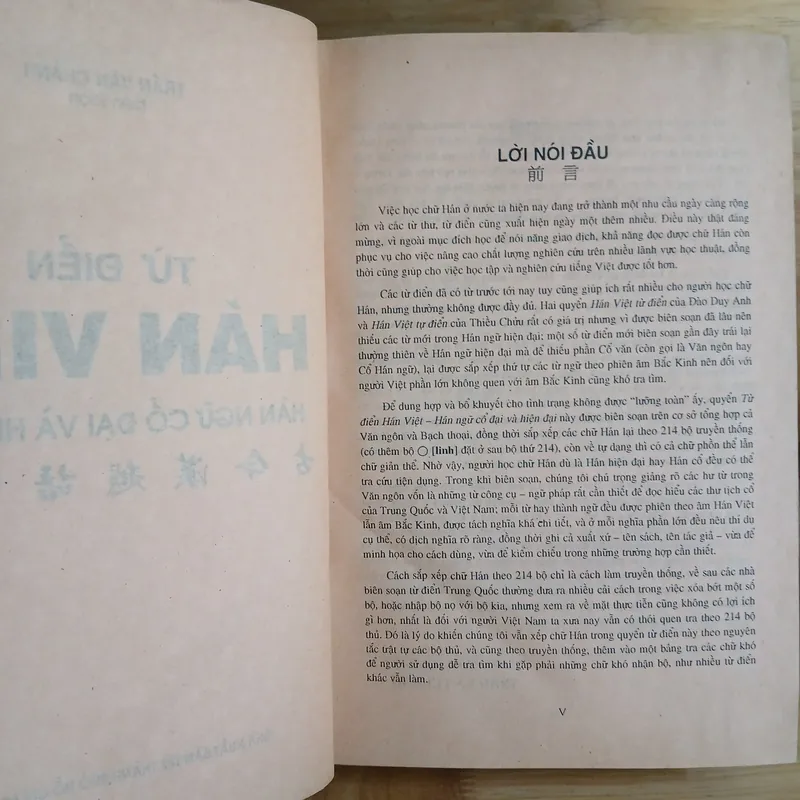 TỪ ĐIỂN
HÁN VI
HÁN NGỮ CỔ ĐẠI VÀ HI
LỜI NÓI ĐẦU
前 言
Việc học chữ Hán ở nước ta hiện nay đang trở thành một nhu cầu ngày càng rộng
lớn và các từ thư, từ điển cũng xuất hiện ngày một thêm nhiều. Điều này thật đáng
mừng, vì ngoài mục đích học để nói năng giao dịch, khả năng đọc được chữ Hán còn
phục vụ cho việc nâng cao chất lượng nghiên cứu trên nhiều lãnh vực học thuật, đồng
thời cũng giúp cho việc học tập và nghiên cứu tiếng Việt được tốt hơn.
Các từ điển đã có từ trước tới nay tuy cũng giúp ích rất nhiều cho người học chữ
Hán, nhưng thường không được đầy đủ. Hai quyển Hán Việt từ điển của Đào Duy Anh
và Hán Việt tự điển của Thiều Chửu rất có giá trị nhưng vì được biên soạn đã lâu nên
thiếu các từ mới trong Hán ngữ hiện đại; một số từ điển mới biên soạn gần đây trái lại
thường thiên về Hán ngữ hiện đại mà để thiếu phần Cổ văn (còn gọi là Văn ngôn hay
Cổ Hán ngữ), lại được sắp xếp thứ tự các từ ngữ theo phiên âm Bắc Kinh nên đối với
người Việt phần lớn không quen với âm Bắc Kinh cũng khó tra tìm.
Để dung hợp và bổ khuyết cho tình trạng không được “lưỡng toàn” ấy, quyển Từ
điển Hán Việt – Hán ngữ cổ đại và hiện đại này được biên soạn trên cơ sở tổng hợp cả
Văn ngôn và Bạch thoại, đồng thời sắp xếp các chữ Hán lại theo 214 bộ truyền thống
(có thêm bộ 〇 [linh] đặt ở sau bộ thứ 214), còn về tự dạng thì có cả chữ phồn thể lẫn
chữ giản thể. Nhờ vậy, người học chữ Hán dù là Hán hiện đại hay Hán cổ đều có thể
tra cứu tiện dụng. Trong khi biên soạn, chúng tôi chú trọng giảng rõ các hư từ trong
Văn ngôn vốn là những từ công cụ – ngữ pháp rất cần thiết để đọc hiểu các thư tịch cổ
của Trung Quốc và Việt Nam; mỗi từ hay thành ngữ đều được phiên theo âm Hán Việt
lẫn âm Bắc Kinh, được tách nghĩa khá chi tiết, và ở mỗi nghĩa phần lớn đều nêu thí dụ
cụ thể, có dịch nghĩa rõ ràng, đồng thời ghi cả xuất xứ – tên sách, tên tác giả – vừa để
minh họa cho cách dùng, vừa để kiểm chiếu trong những trường hợp cần thiết.
Cách sắp xếp chữ Hán theo 214 bộ chỉ là cách làm truyền thống, về sau các nhà
biên soạn từ điển Trung Quốc thường đưa ra nhiều cải cách trong việc xóa bớt một số
bộ, hoặc nhập bộ nọ với bộ kia, nhưng xem ra về mặt thực tiễn cũng không có lợi ích
gì hơn, nhất là đối với người Việt Nam ta xưa nay vẫn có thói quen tra theo 214 bộ
thủ. Đó là lý do khiến chúng tôi vẫn xếp chữ Hán trong quyển từ điển này theo nguyên
tắc trật tự các bộ thủ, và cũng theo truyền thống, thêm vào một bảng tra các chữ khó
để người sử dụng dễ tra tìm khi gặp phải những chữ khó nhận bộ, như nhiều từ điển
khác vẫn làm.
V